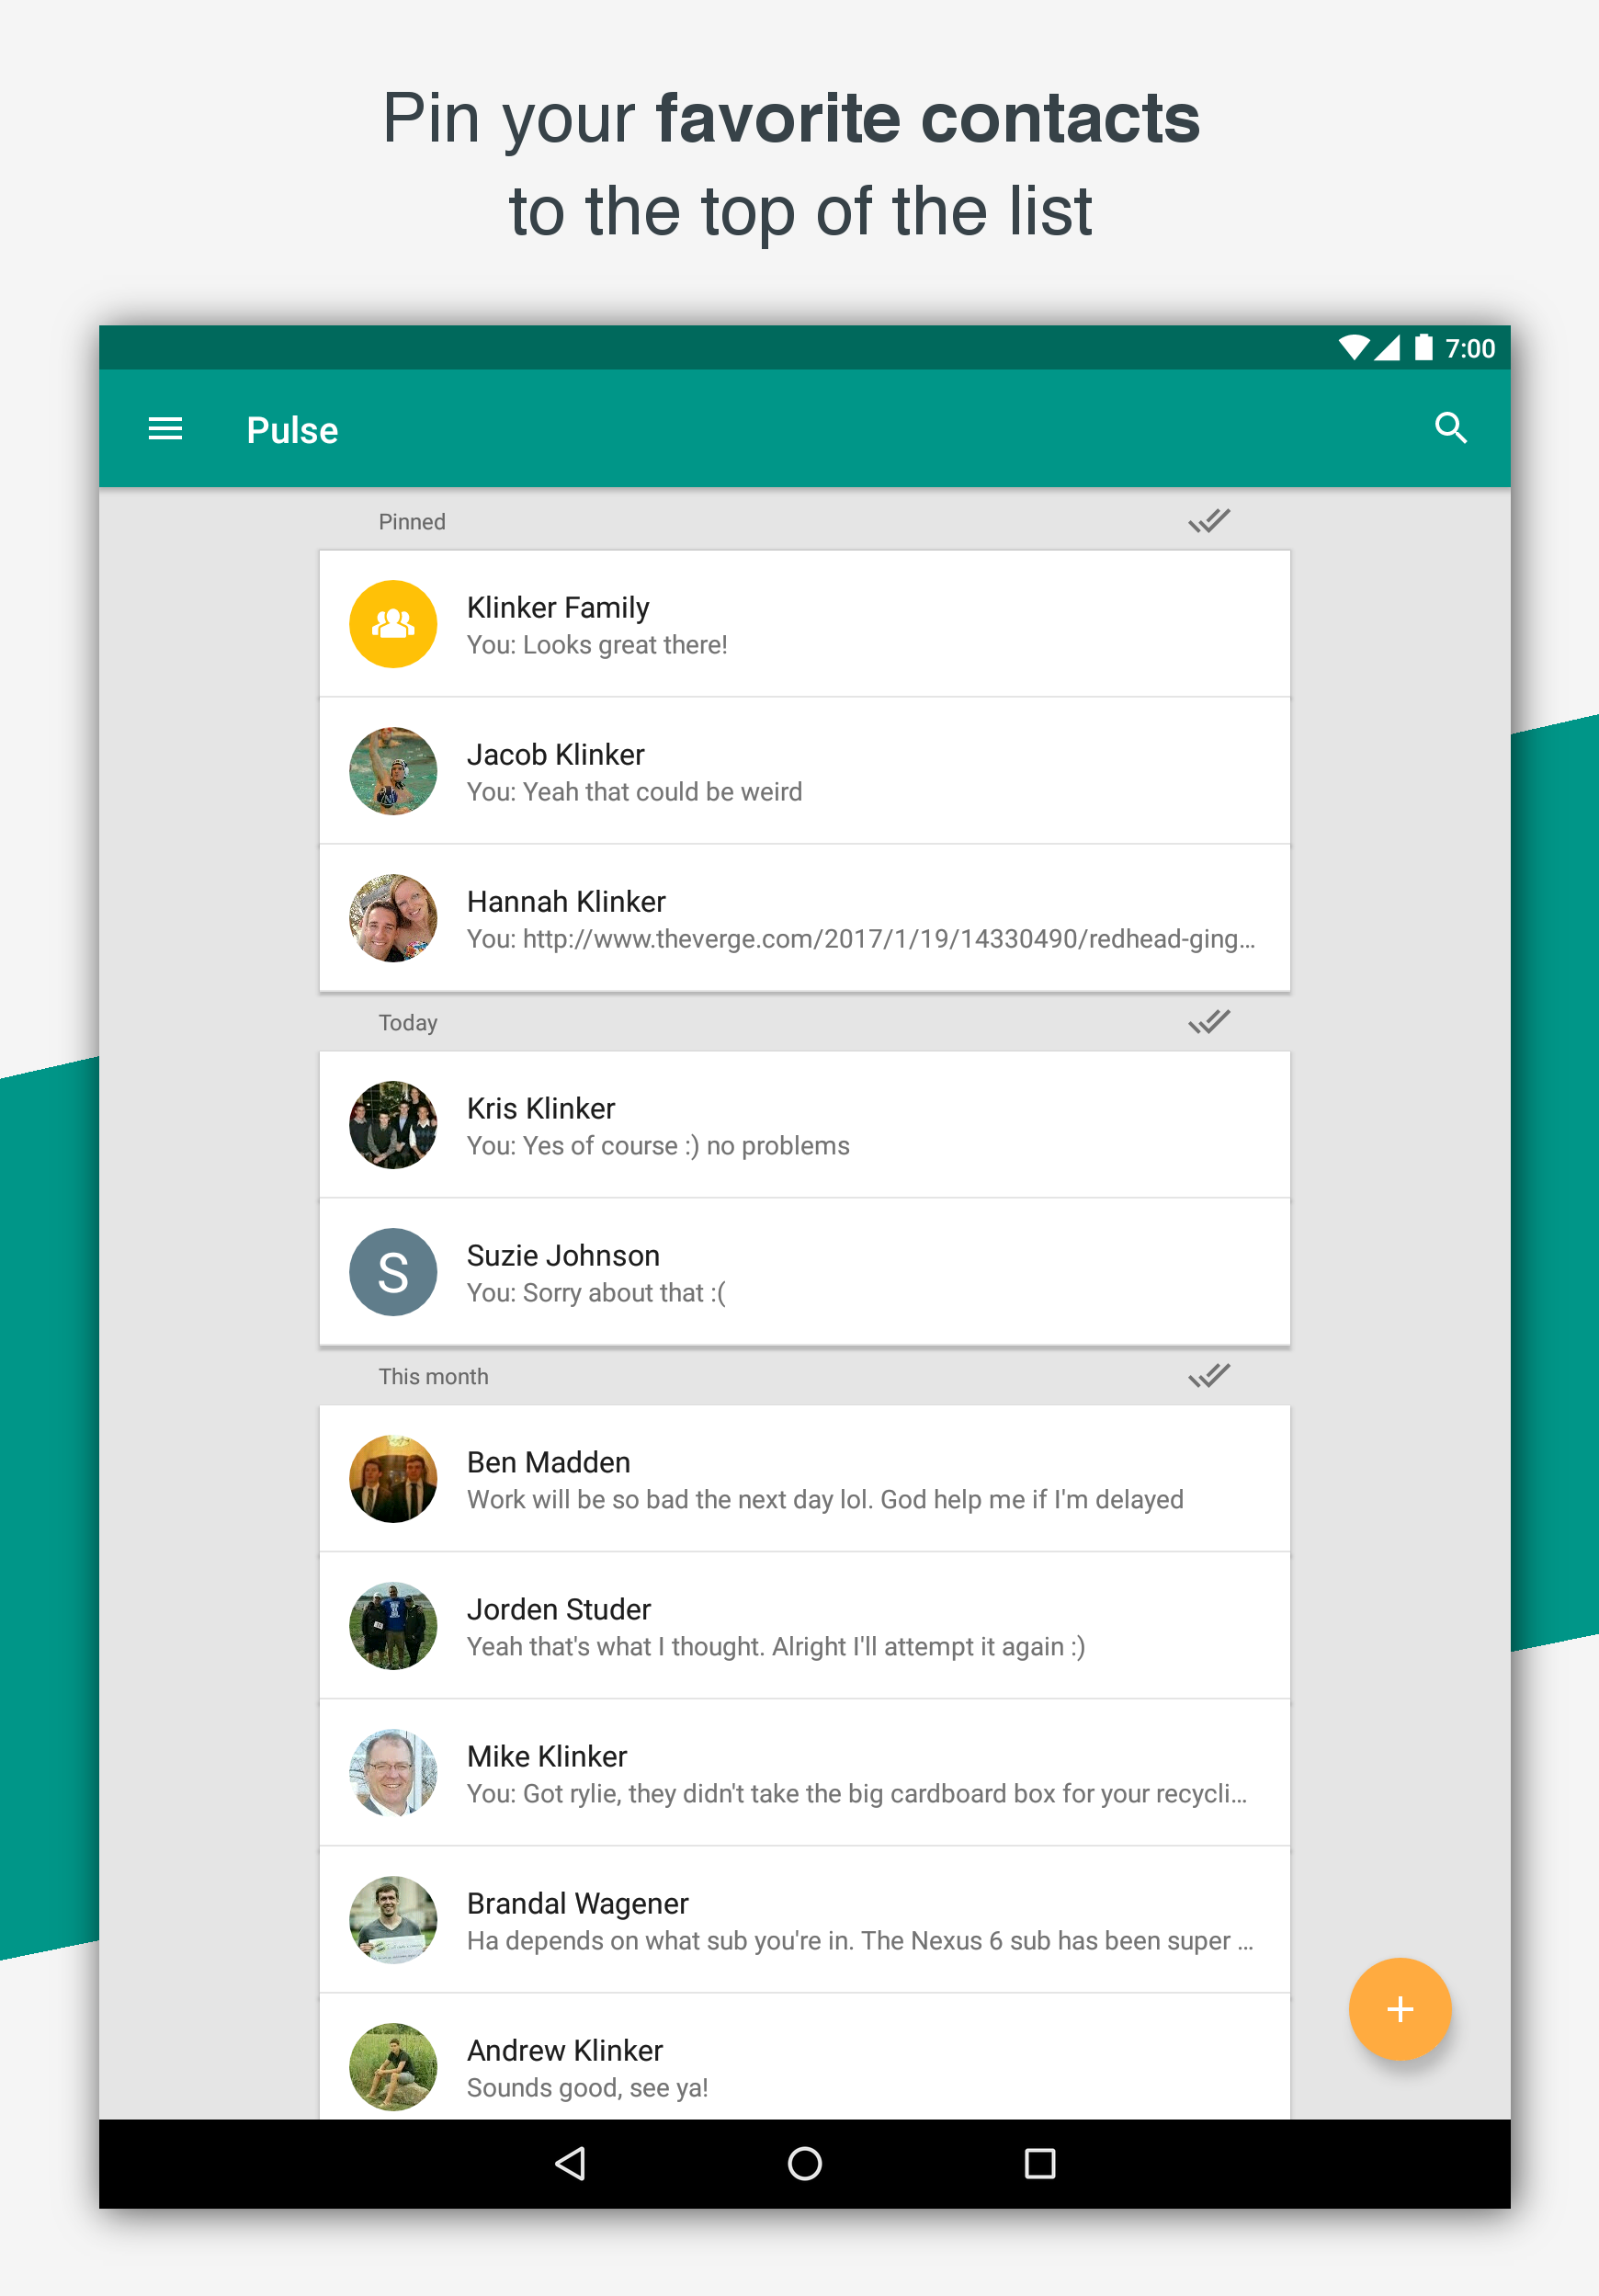 Pin your favorite contacts
to the top of the list
7:00
Pulse
Pinned
Klinker Family
You: Looks great there!
Jacob Klinker
You: Yeah that could be weird
Hannah Klinker
You: http://www.theverge.com/2017/1/19/14330490/redhead-ging...
Today
Kris Klinker
You: Yes of course :) no problems
S
Suzie Johnson
You: Sorry about that :(
This month
Ben Madden
Work will be so bad the next day lol. God help me if I'm delayed
Jorden Studer
Yeah that's what I thought. Alright I'll attempt it again :)
Mike Klinker
You: Got rylie, they didn't take the big cardboard box for your recycli...
Brandal Wagener
Ha depends on what sub you're in. The Nexus 6 sub has been super ...
Andrew Klinker
Sounds good, see ya!